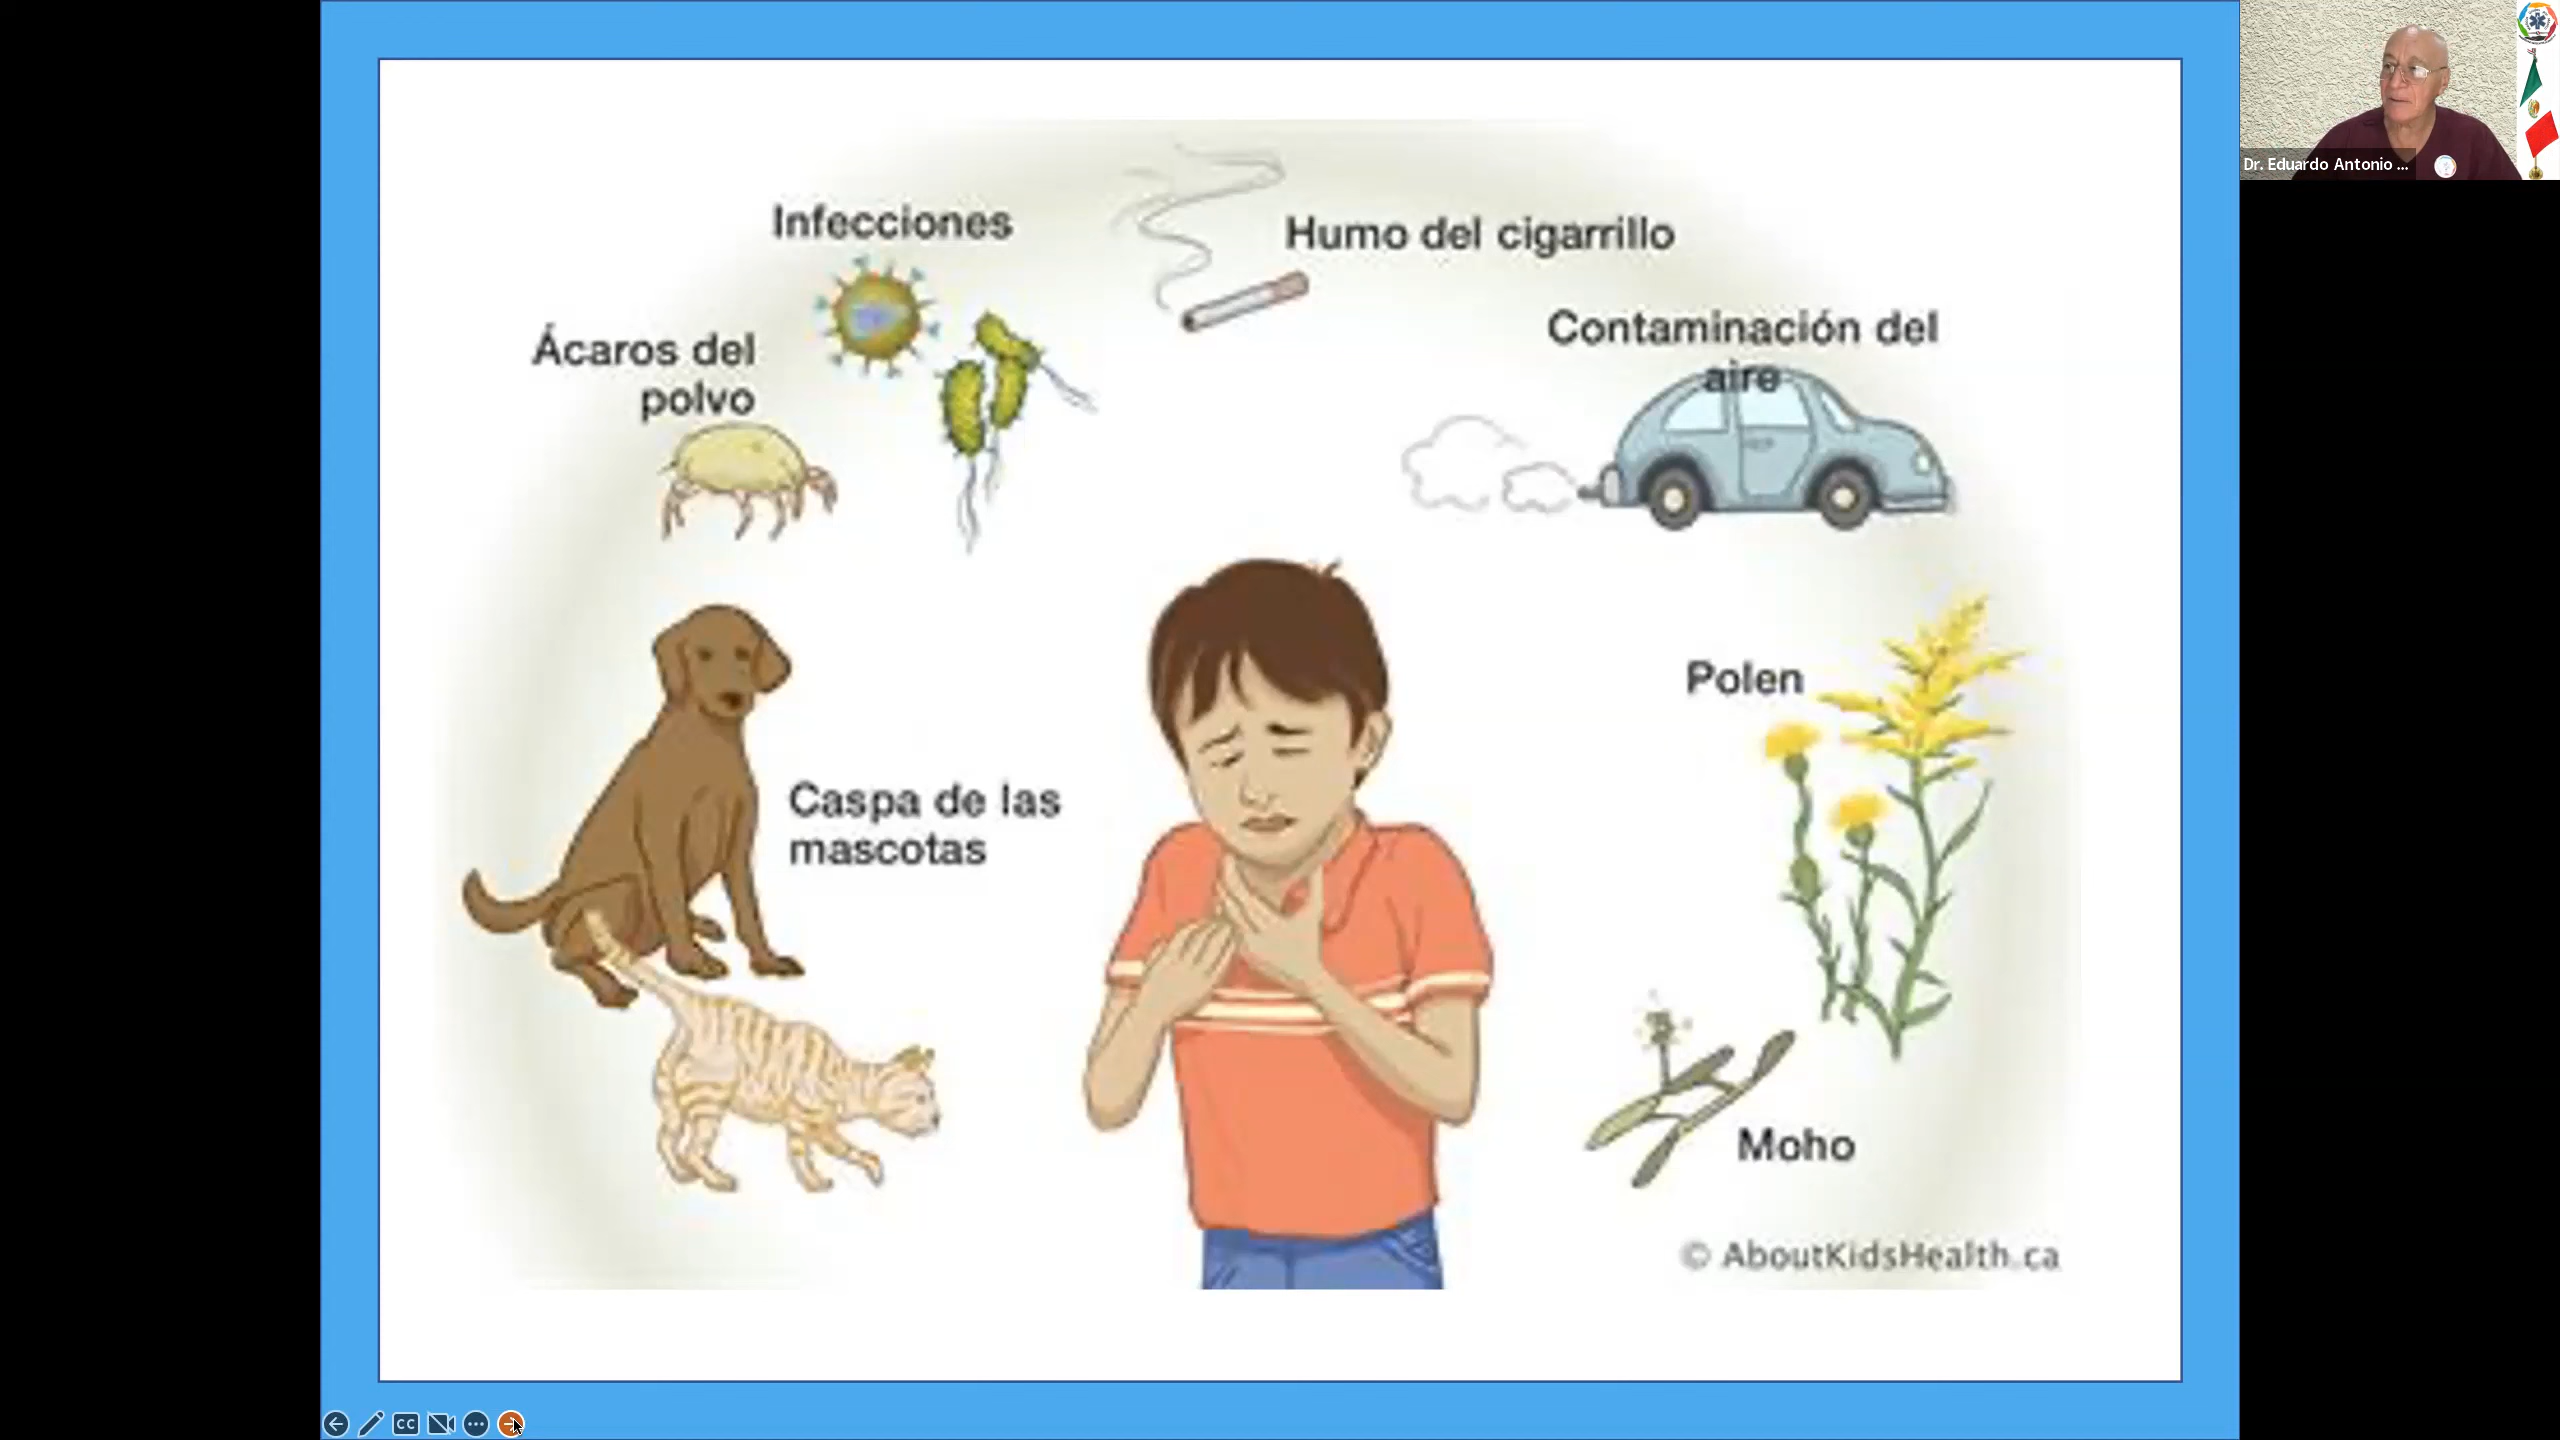 Infecciones
Humo del cigarrillo
Ácaros del
polvo
Contaminación del
aire
Polen
Caspa de las
mascotas
Moho
© AboutKidsHealth.ca
Dr. Eduardo Antonio ...
CC